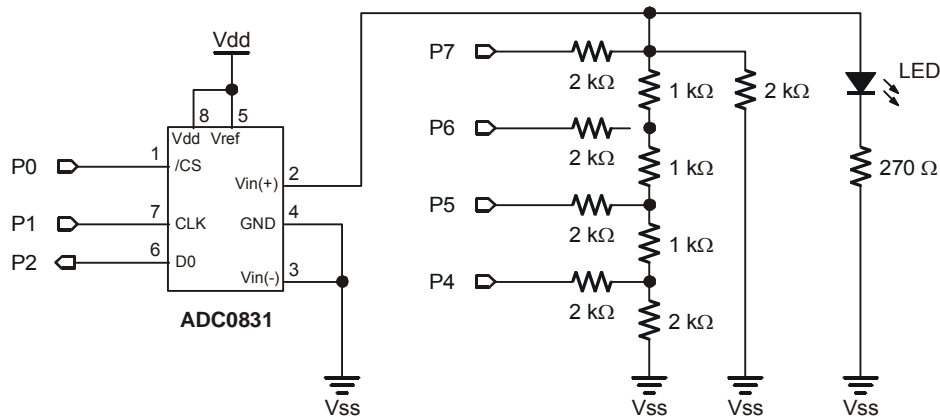 Vdd
P7
2 kΩ
1 kΩ
2 kΩ
LED
8 5
Vdd Vref
P6
2 kΩ
P0
1
/CS
2
Vin(+)
1 kΩ
270 Ω
P5
2 kΩ
P1
7
CLK
GND
4
1 kΩ
P2
6
D0
Vin(-)
3
P4
2 kΩ
2 kΩ
ADC0831
Vss
Vss
Vss
Vss